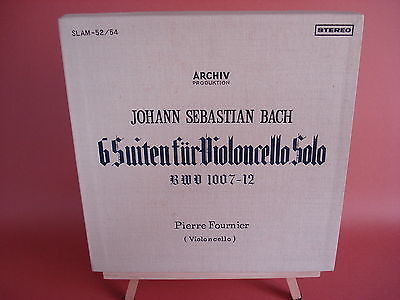 SLAM-52/54
STEREO
ARCHIV
PRODUKTION
JOHANN SEBASTIAN BACH
6 Suiten für Violoncello Solo
BWV 1007-12
Pierre Fournier
(Violoncello)